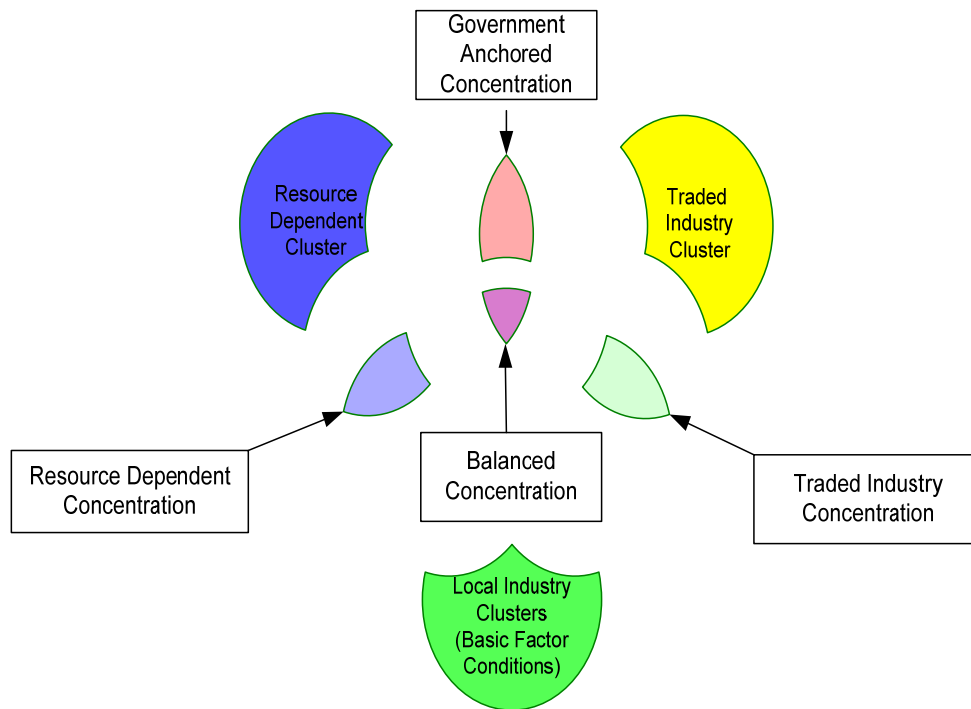 Government
Anchored
Concentration
Resource
Dependent
Cluster
Traded
Industry
Cluster
Resource Dependent
Concentration
Balanced
Concentration
Traded Industry
Concentration
Local Industry
Clusters
(Basic Factor
Conditions)